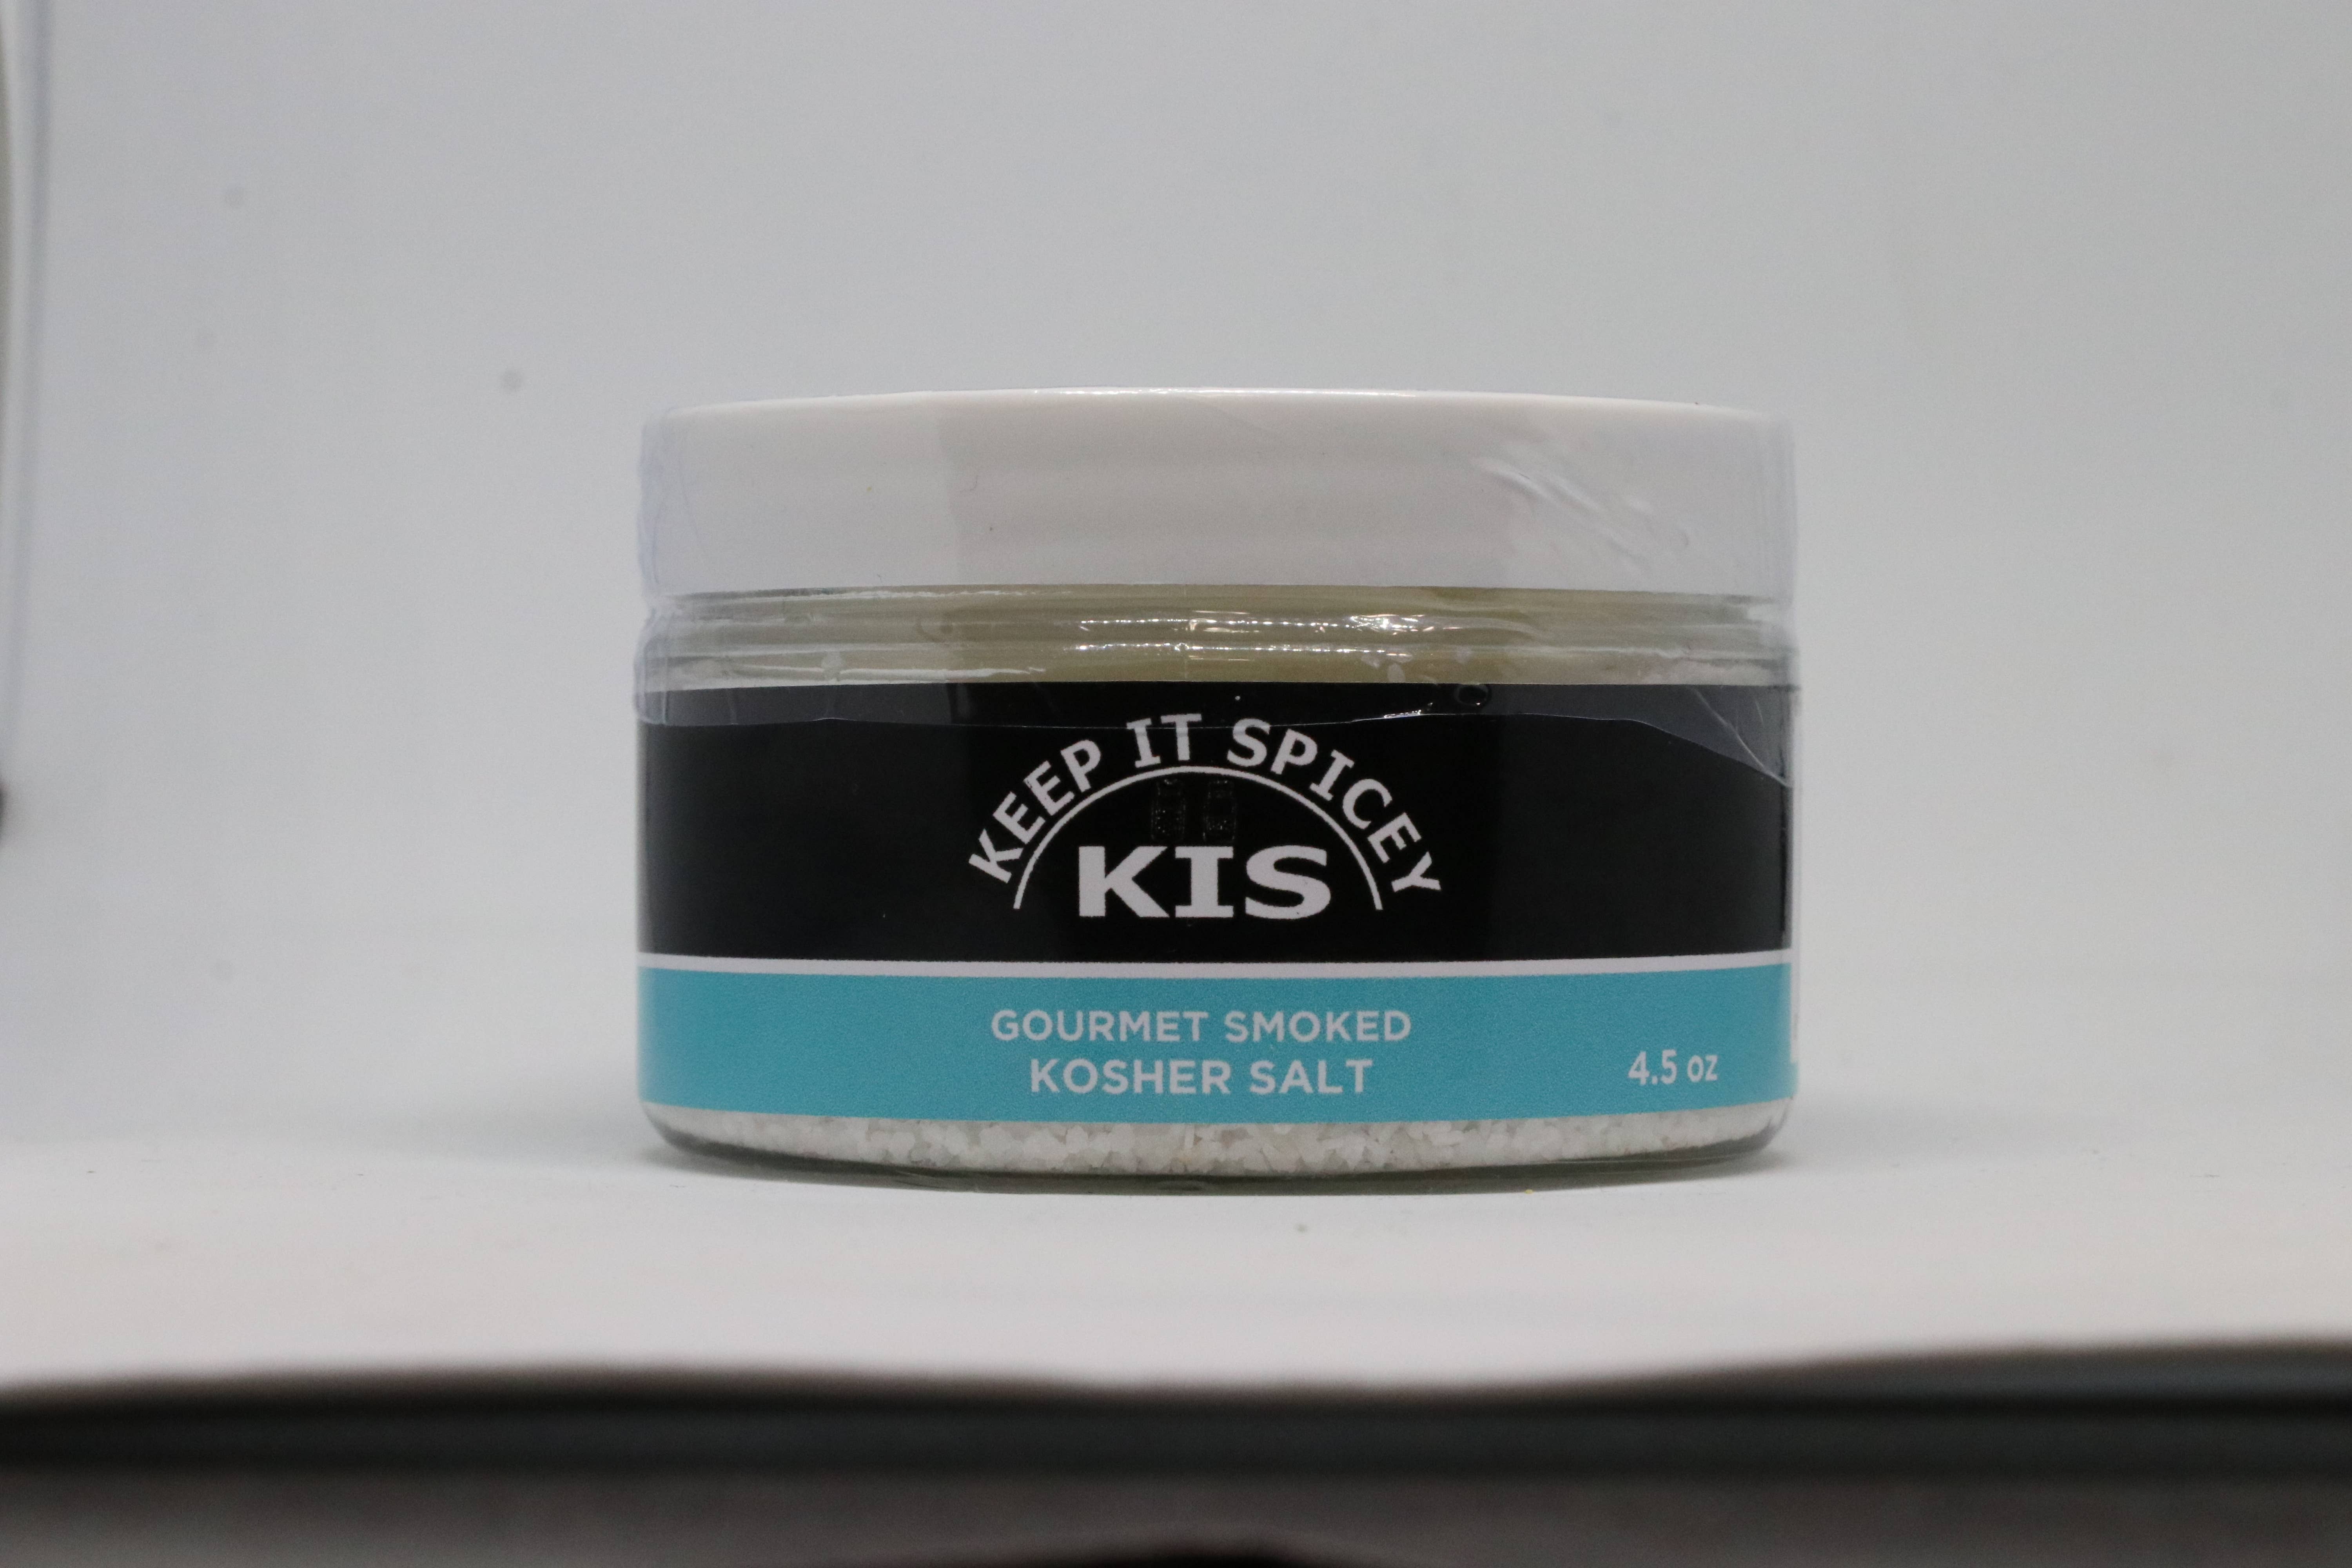 KEEP IT SPICEY
KIS
GOURMET SMOKED
KOSHER SALT
4.5 oz